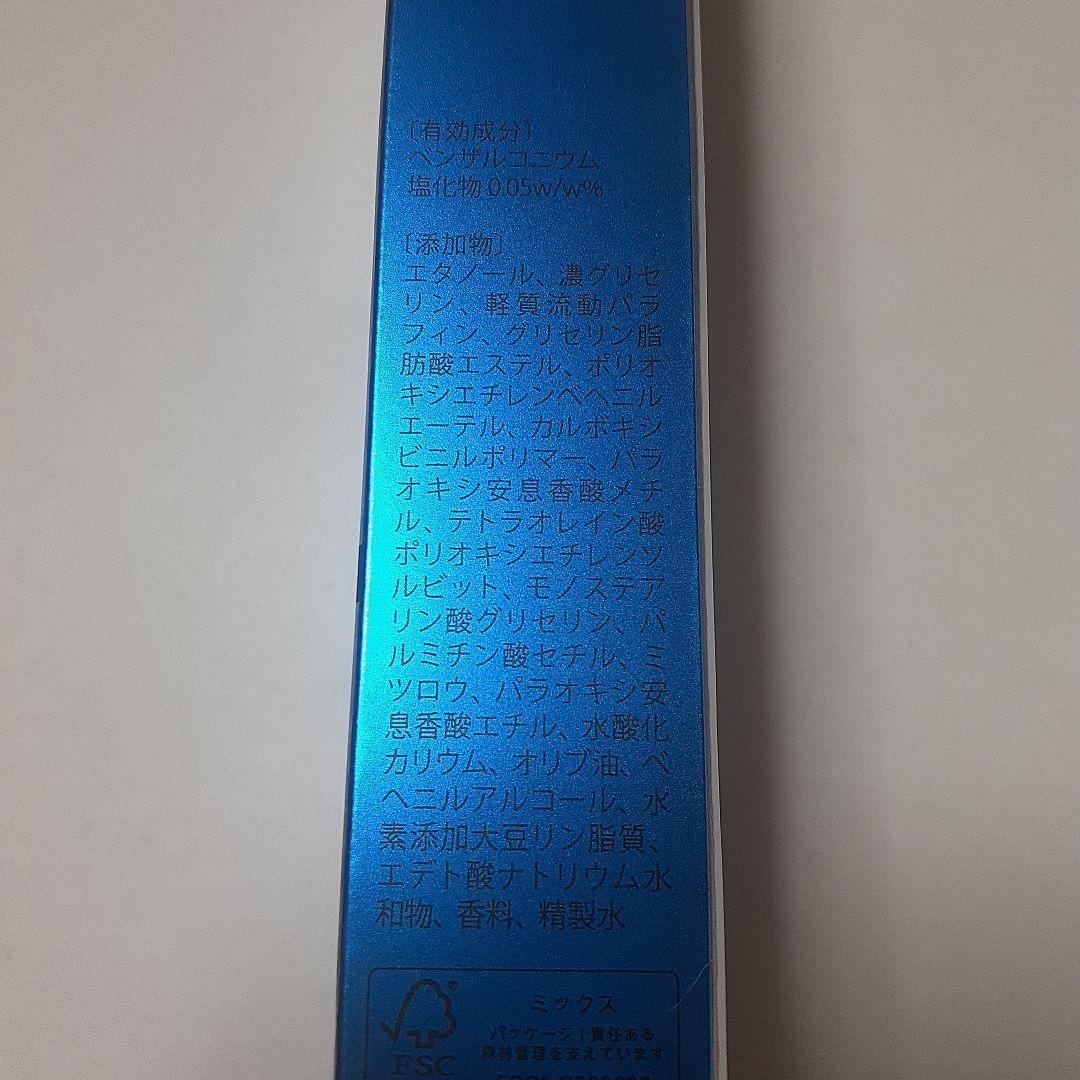 〔有効成分〕
ベンザルコニウム
塩化物 0.05w/w%
〔添加物〕
エタノール、濃グリセ
リン、軽質流動パラ
フィン、グリセリン脂
肪酸エステル、ポリオ
キシエチレンベヘニル
エーテル、カルボキシ
ビニルポリマー、パラ
オキシ安息香酸メチ
ル、テトラオレイン酸
ポリオキシエチレンソ
ルビット、モノステア
リン酸グリセリン、パ
ルミチン酸セチル、ミ
ツロウ、パラオキシ安
息香酸エチル、水酸化
カリウム、オリブ油、ベ
ヘニルアルコール、水
素添加大豆リン脂質、
エデト酸ナトリウム水
和物、香料、精製水
ミックス
パッケージ | 責任ある
森林管理を支えています
FSC